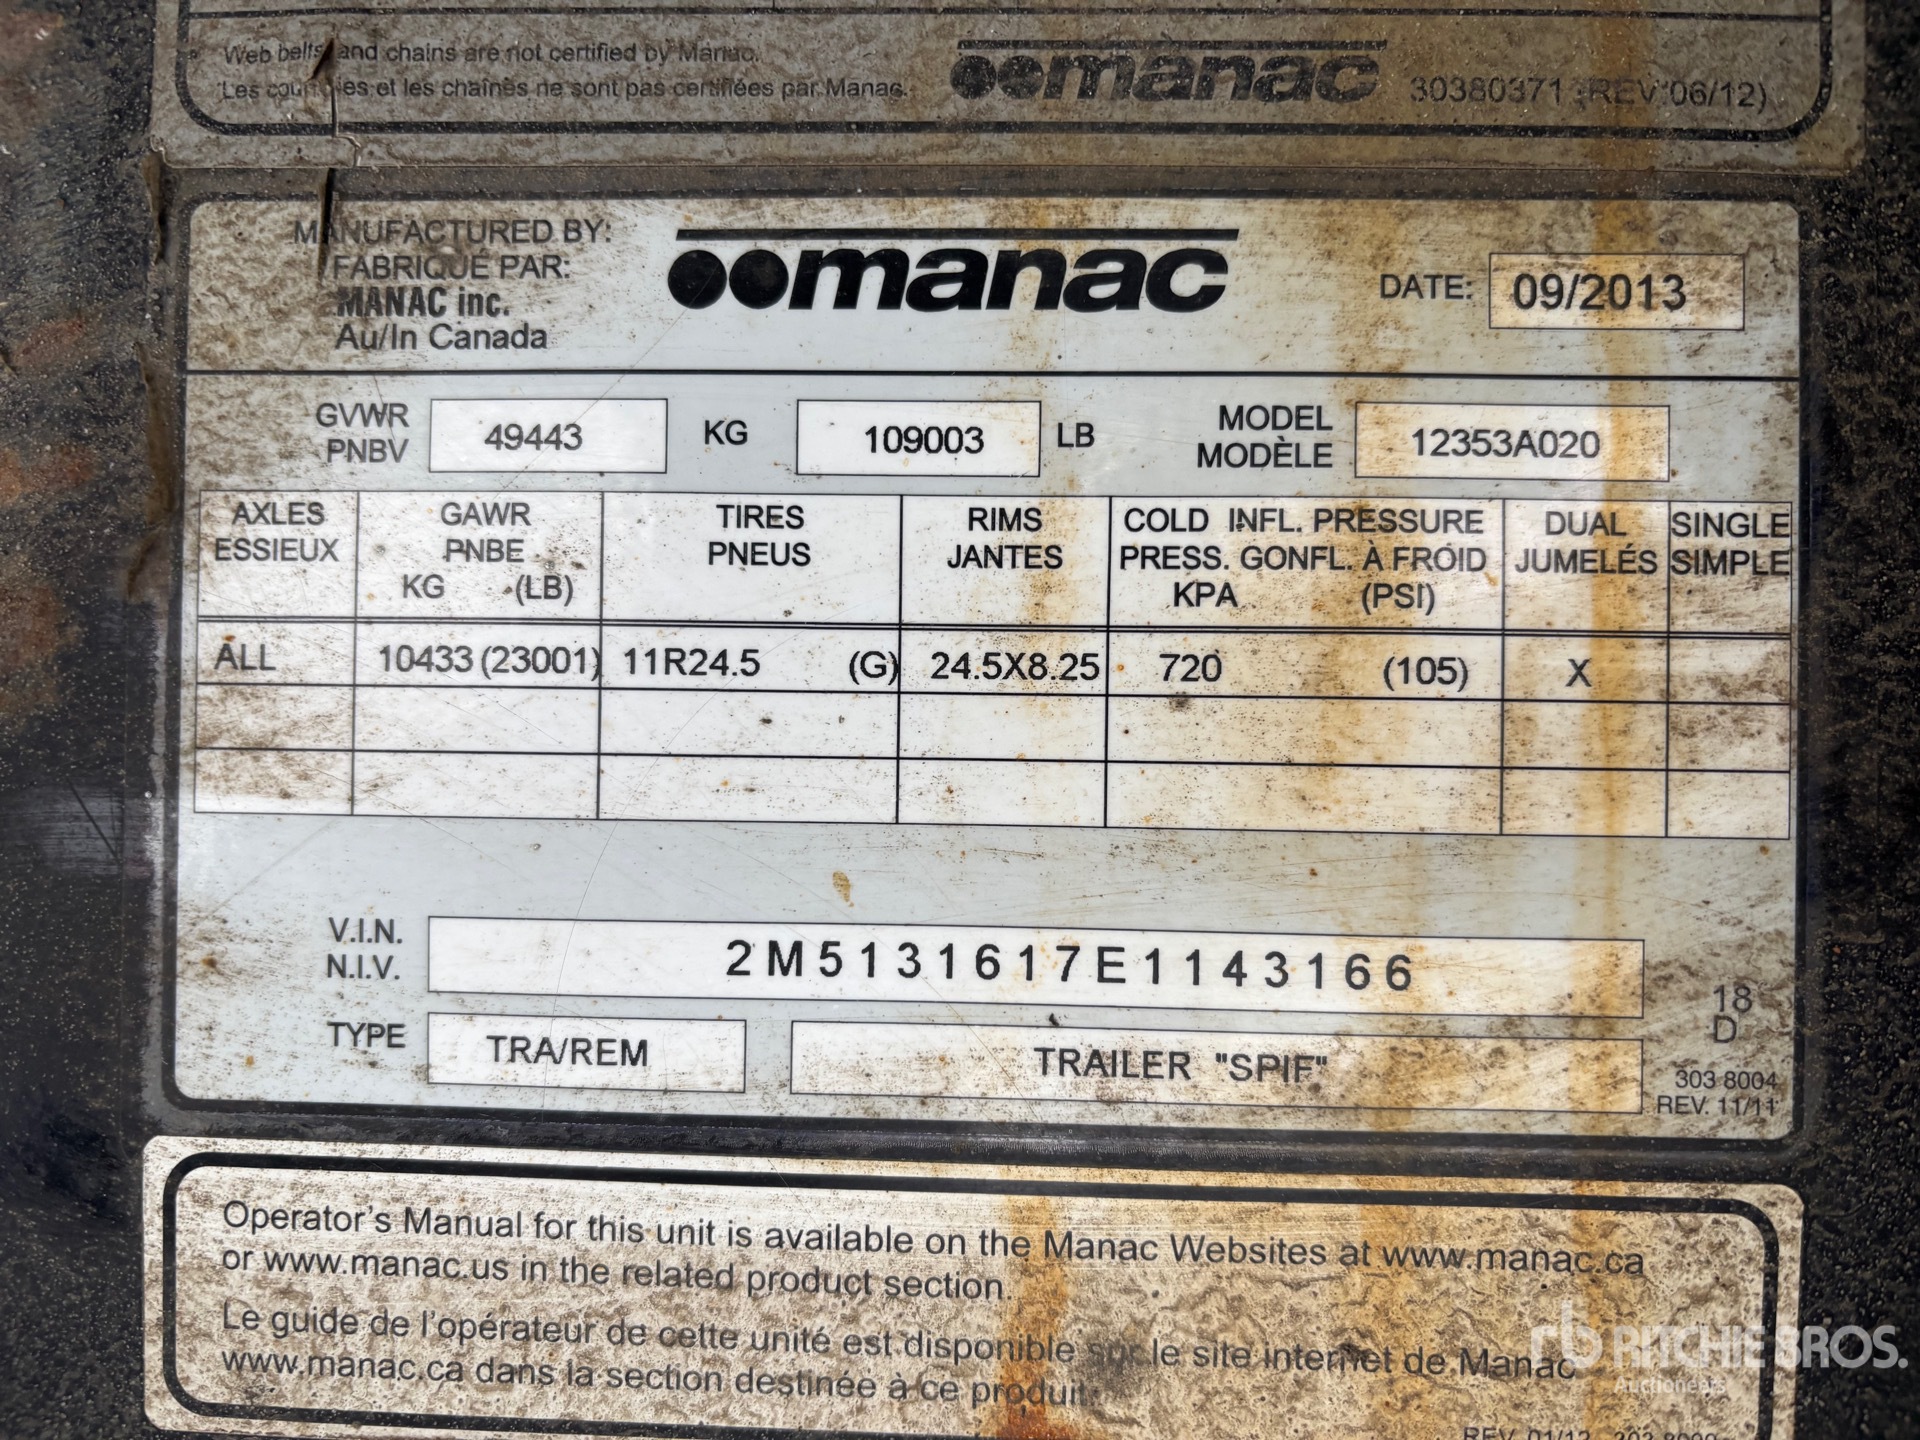 Web belts and chains are not certified by Manac.
Les courroies et les chaînes ne sont pas certifiées par Manac.
manac
30380371 (REV 06/12)
MANUFACTURED BY:
FABRIQUÉ PAR:
MANAC inc.
Au/In Canada
manac
DATE: 09/2013
GVWR
PNBV
49443 KG 109003 LB
MODEL
MODÈLE
12353A020
AXLES
ESSIEUX
GAWR
PNBE
KG (LB)
TIRES
PNEUS
RIMS
JANTES
COLD INFL. PRESSURE
PRESS. GONFL. À FROID
KPA (PSI)
DUAL
JUMELÉS
SINGLE
SIMPLE
ALL 10433 (23001) 11R24.5 (G) 24.5X8.25 720 (105) X
V.I.N.
N.I.V.
2M5131617E1143166
TYPE TRA/REM TRAILER "SPIF"
18
D
303 8004
REV. 11/11
Operator's Manual for this unit is available on the Manac Websites at www.manac.ca
or www.manac.us in the related product section.
Le guide de l'opérateur de cette unité est disponible sur le site internet de Manac
www.manac.ca dans la section destinée à ce produit.
REV. 01/12 303 8090
rb RITCHIE BROS.
Auctioneers